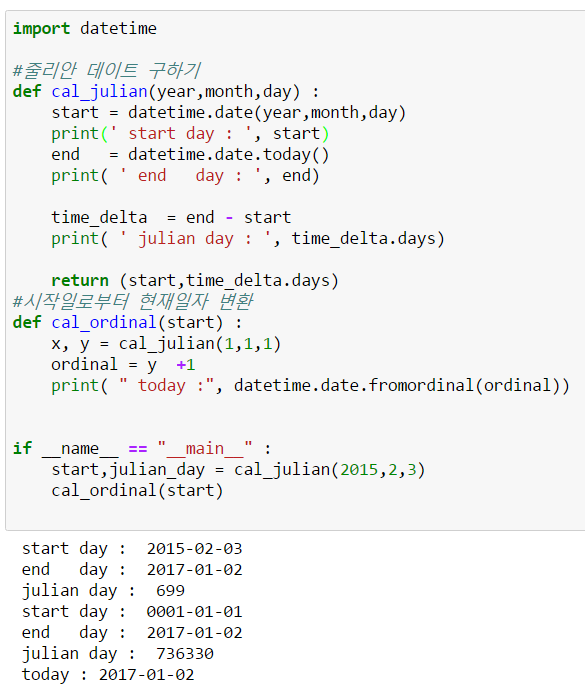 import datetime

#줄리안 데이트 구하기
def cal_julian(year,month,day) :
    start = datetime.date(year,month,day)
    print(' start day : ', start)
    end   = datetime.date.today()
    print( ' end   day : ', end)

    time_delta  = end - start
    print( ' julian day : ', time_delta.days)

    return (start,time_delta.days)
#시작일로부터 현재일자 변환
def cal_ordinal(start) :
    x, y = cal_julian(1,1,1)
    ordinal = y  +1
    print( " today :", datetime.date.fromordinal(ordinal))


if __name__ == "__main__" :
    start,julian_day = cal_julian(2015,2,3)
    cal_ordinal(start)

 start day :  2015-02-03
 end   day :  2017-01-02
 julian day :  699
 start day :  0001-01-01
 end   day :  2017-01-02
 julian day :  736330
 today : 2017-01-02